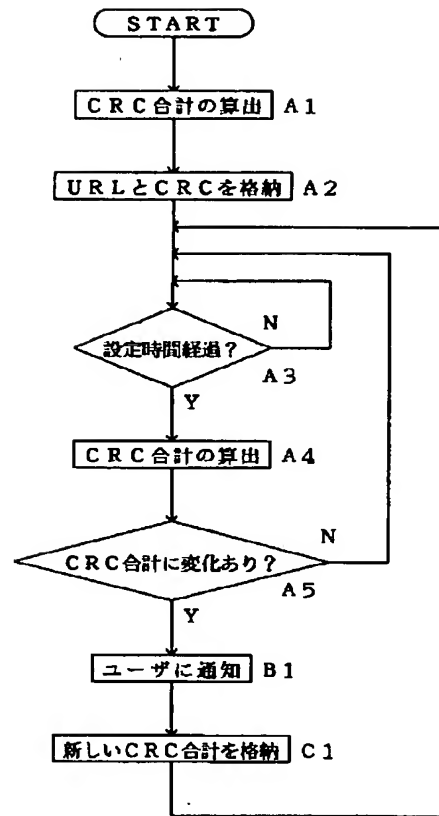 START
CRC合計の算出 A1
URLとCRCを格納 A2
N
設定時間経過?
A3
Y
CRC合計の算出 A4
N
CRC合計に変化あり?
A5
Y
ユーザに通知 B1
新しいCRC合計を格納 C1